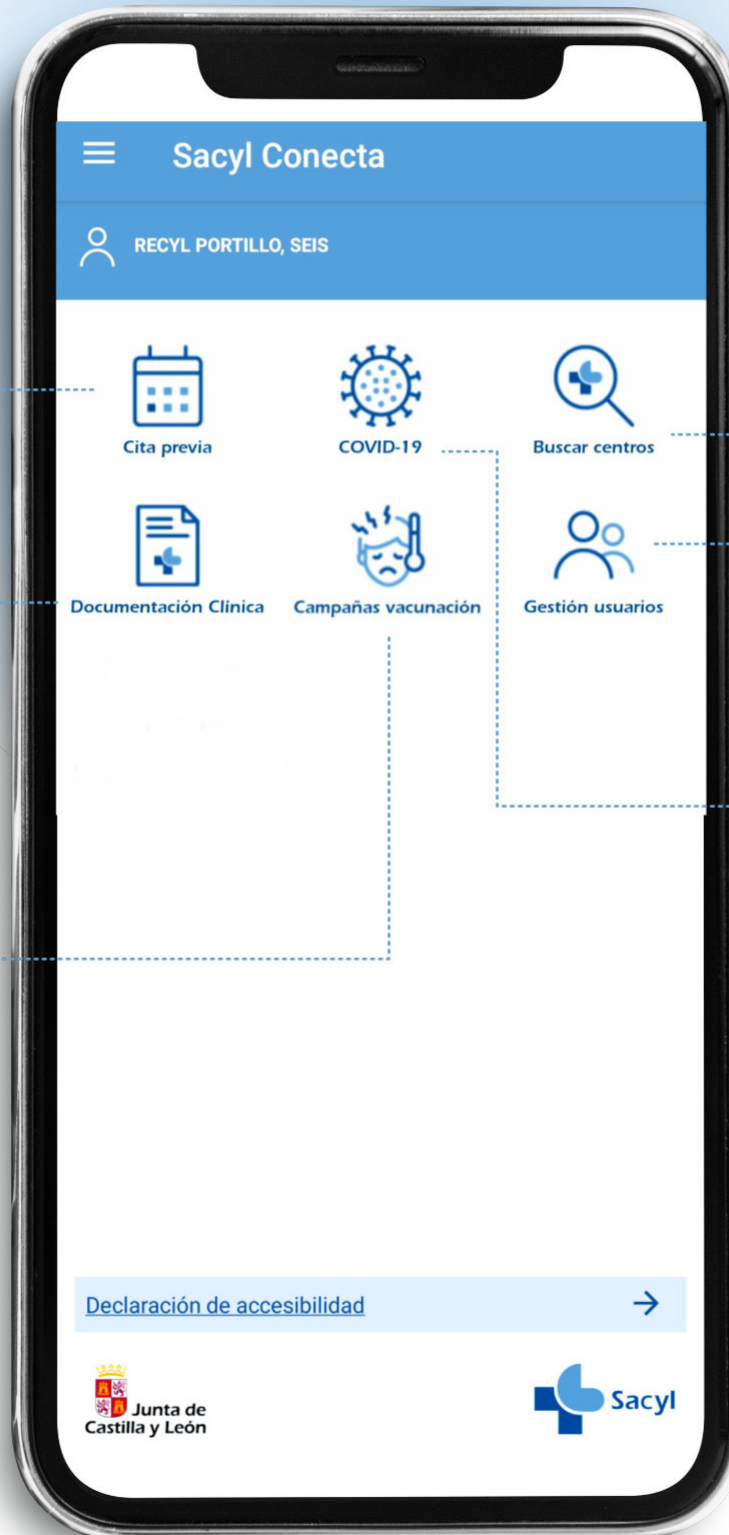 Sacyl Conecta
RECYL PORTILLO, SEIS
Cita previa
COVID-19
Buscar centros
Documentación Clínica
Campañas vacunación
Gestión usuarios
Declaración de accesibilidad
Junta de
Castilla y León
Sacyl